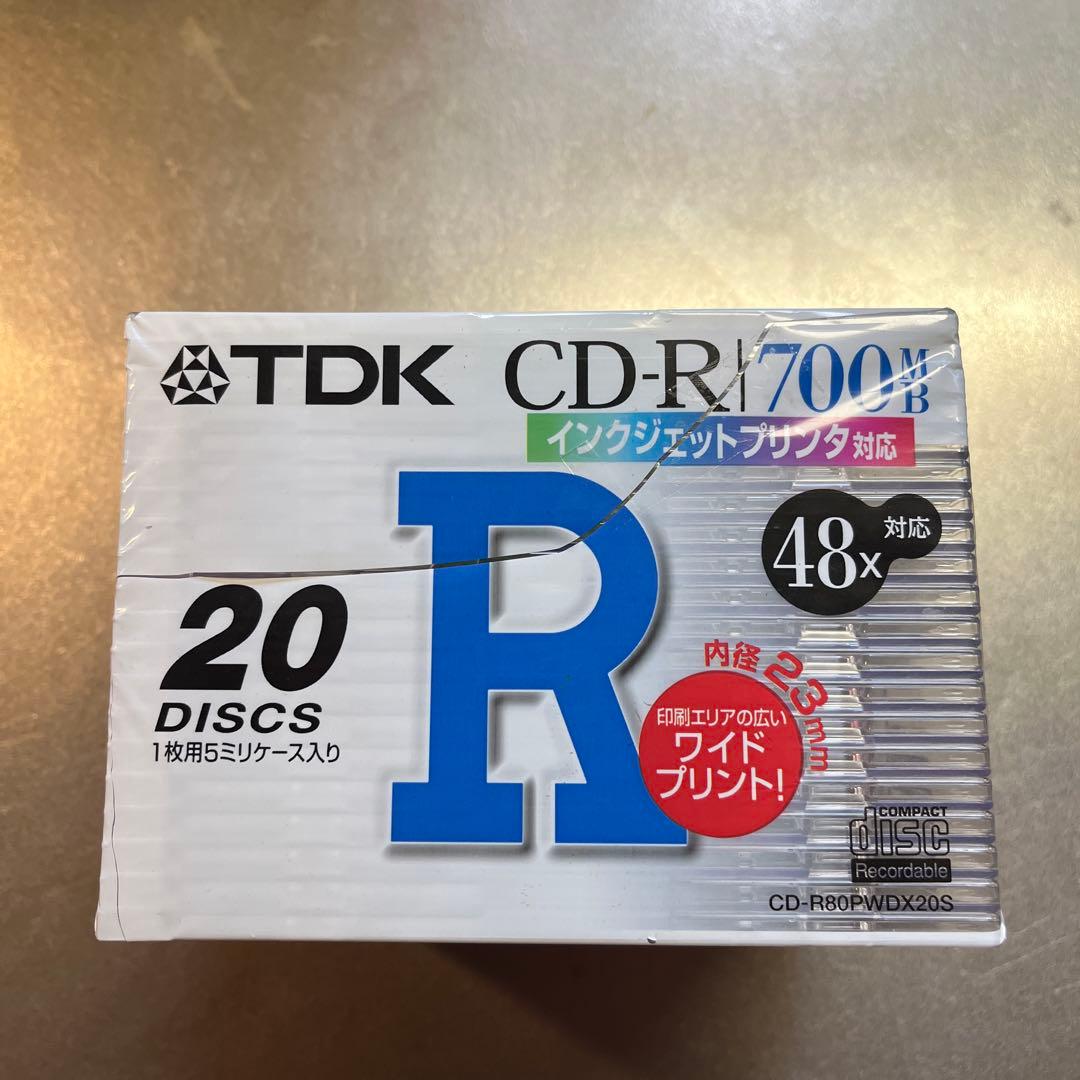 TDK
CD-R 700MB
インクジェットプリンタ対応
48x 対応
20
DISCS
1枚用5ミリケース入り
R
内径23mm
印刷エリアの広い
ワイド
プリント!
COMPACT
disc
Recordable
CD-R80PWDX20S